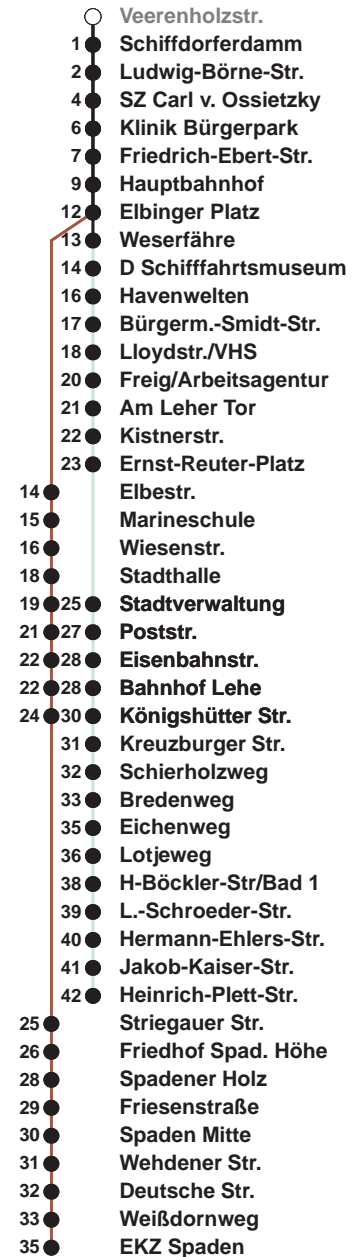 Veerenholzstr.
1 Schiffdorferdamm
2 Ludwig-Börne-Str.
4 SZ Carl v. Ossietzky
6 Klinik Bürgerpark
7 Friedrich-Ebert-Str.
9 Hauptbahnhof
12 Elbinger Platz
13 Weserfähre
14 D Schifffahrtsmuseum
16 Havenwelten
17 Bürgerm.-Smidt-Str.
18 Lloydstr./VHS
20 Freig/Arbeitsagentur
21 Am Leher Tor
22 Kistnerstr.
23 Ernst-Reuter-Platz
14 Elbestr.
15 Marineschule
16 Wiesenstr.
18 Stadthalle
19 25 Stadtverwaltung
21 27 Poststr.
22 28 Eisenbahnstr.
22 28 Bahnhof Lehe
24 30 Königshütter Str.
31 Kreuzburger Str.
32 Schierholzweg
33 Bredenweg
35 Eichenweg
36 Lotjeweg
38 H-Böckler-Str/Bad 1
39 L.-Schroeder-Str.
40 Hermann-Ehlers-Str.
41 Jakob-Kaiser-Str.
42 Heinrich-Plett-Str.
25 Striegauer Str.
26 Friedhof Spad. Höhe
28 Spadener Holz
29 Friesenstraße
30 Spaden Mitte
31 Wehdener Str.
32 Deutsche Str.
33 Weißdornweg
35 EKZ Spaden